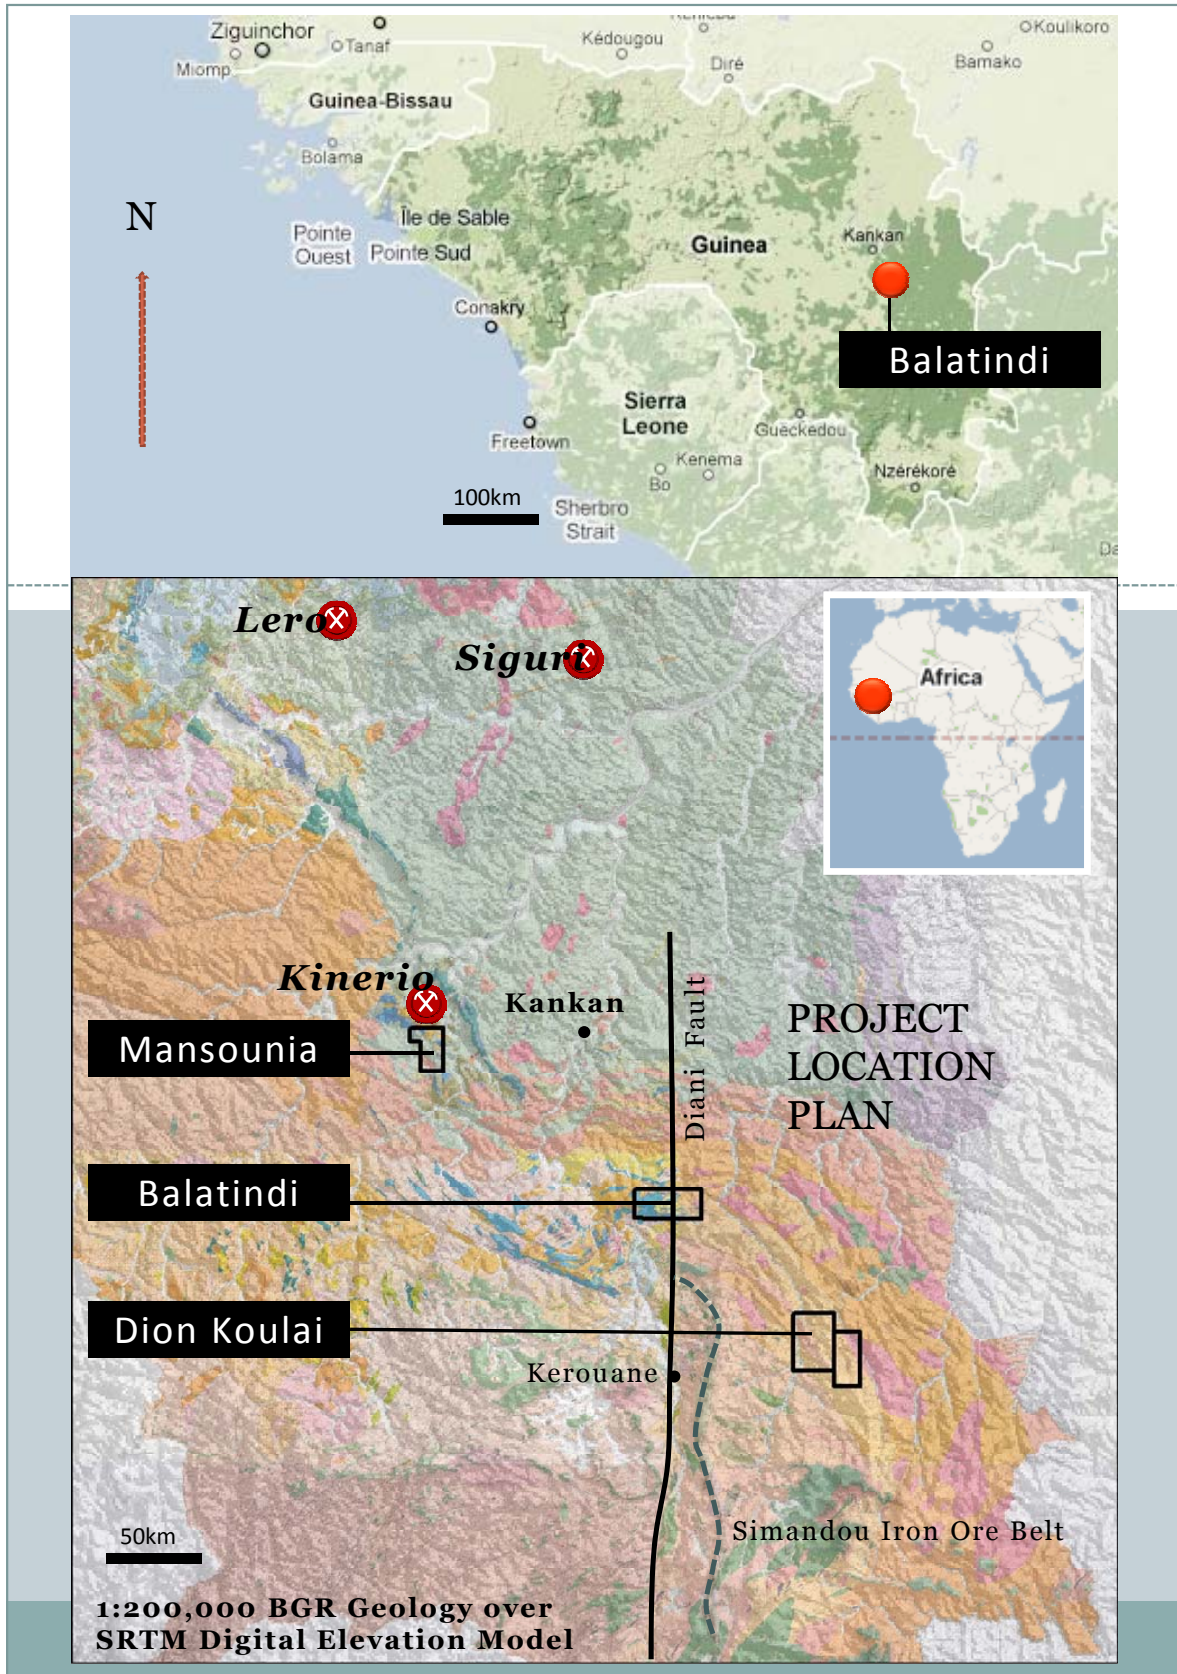 Ziguinchor
Tanaf
Kédougou
Koulikoro
Miomp
Diré
Bamako
Guinea-Bissau
Bolama
N
Île de Sable
Pointe
Ouest
Pointe Sud
Guinea
Kankan
Conakry
Balatindi
Sierra
Leone
Freetown
Guéckedou
Kenema
Bo
Nzérékoré
100km
Sherbro
Strait
Lero
Siguri
Africa
Kinerio
Kankan
Diani Fault
PROJECT
LOCATION
PLAN
Mansounia
Balatindi
Dion Koulai
Kerouane
Simandou Iron Ore Belt
50km
1:200,000 BGR Geology over
SRTM Digital Elevation Model